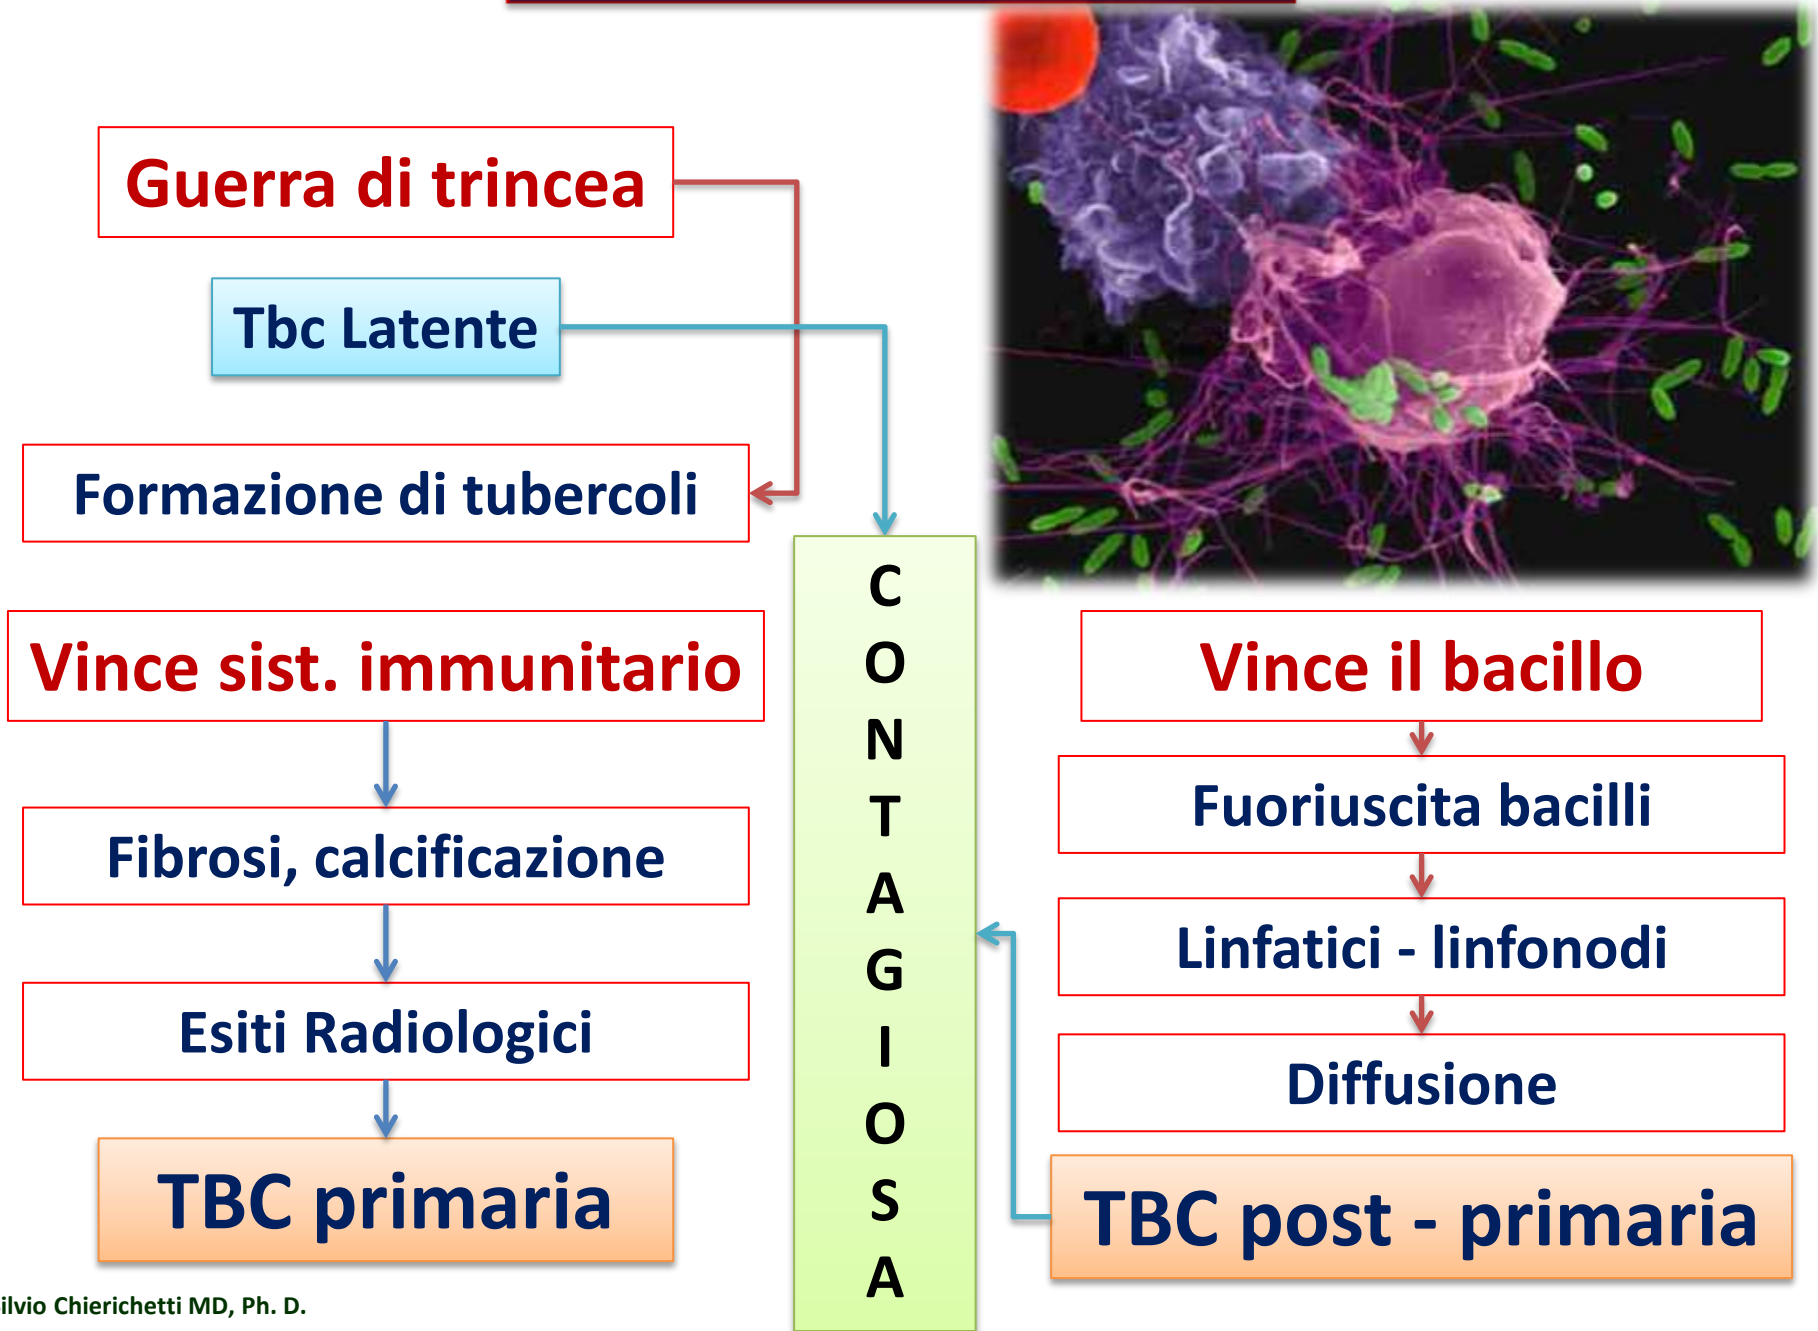 Guerra di trincea
Tbc Latente
Formazione di tubercoli
Vince sist. immunitario
Fibrosi, calcificazione
Esiti Radiologici
TBC primaria
C
O
N
T
A
G
I
O
S
A
Vince il bacillo
Fuoriuscita bacilli
Linfatici - linfonodi
Diffusione
TBC post - primaria
ilvio Chierichetti MD, Ph. D.